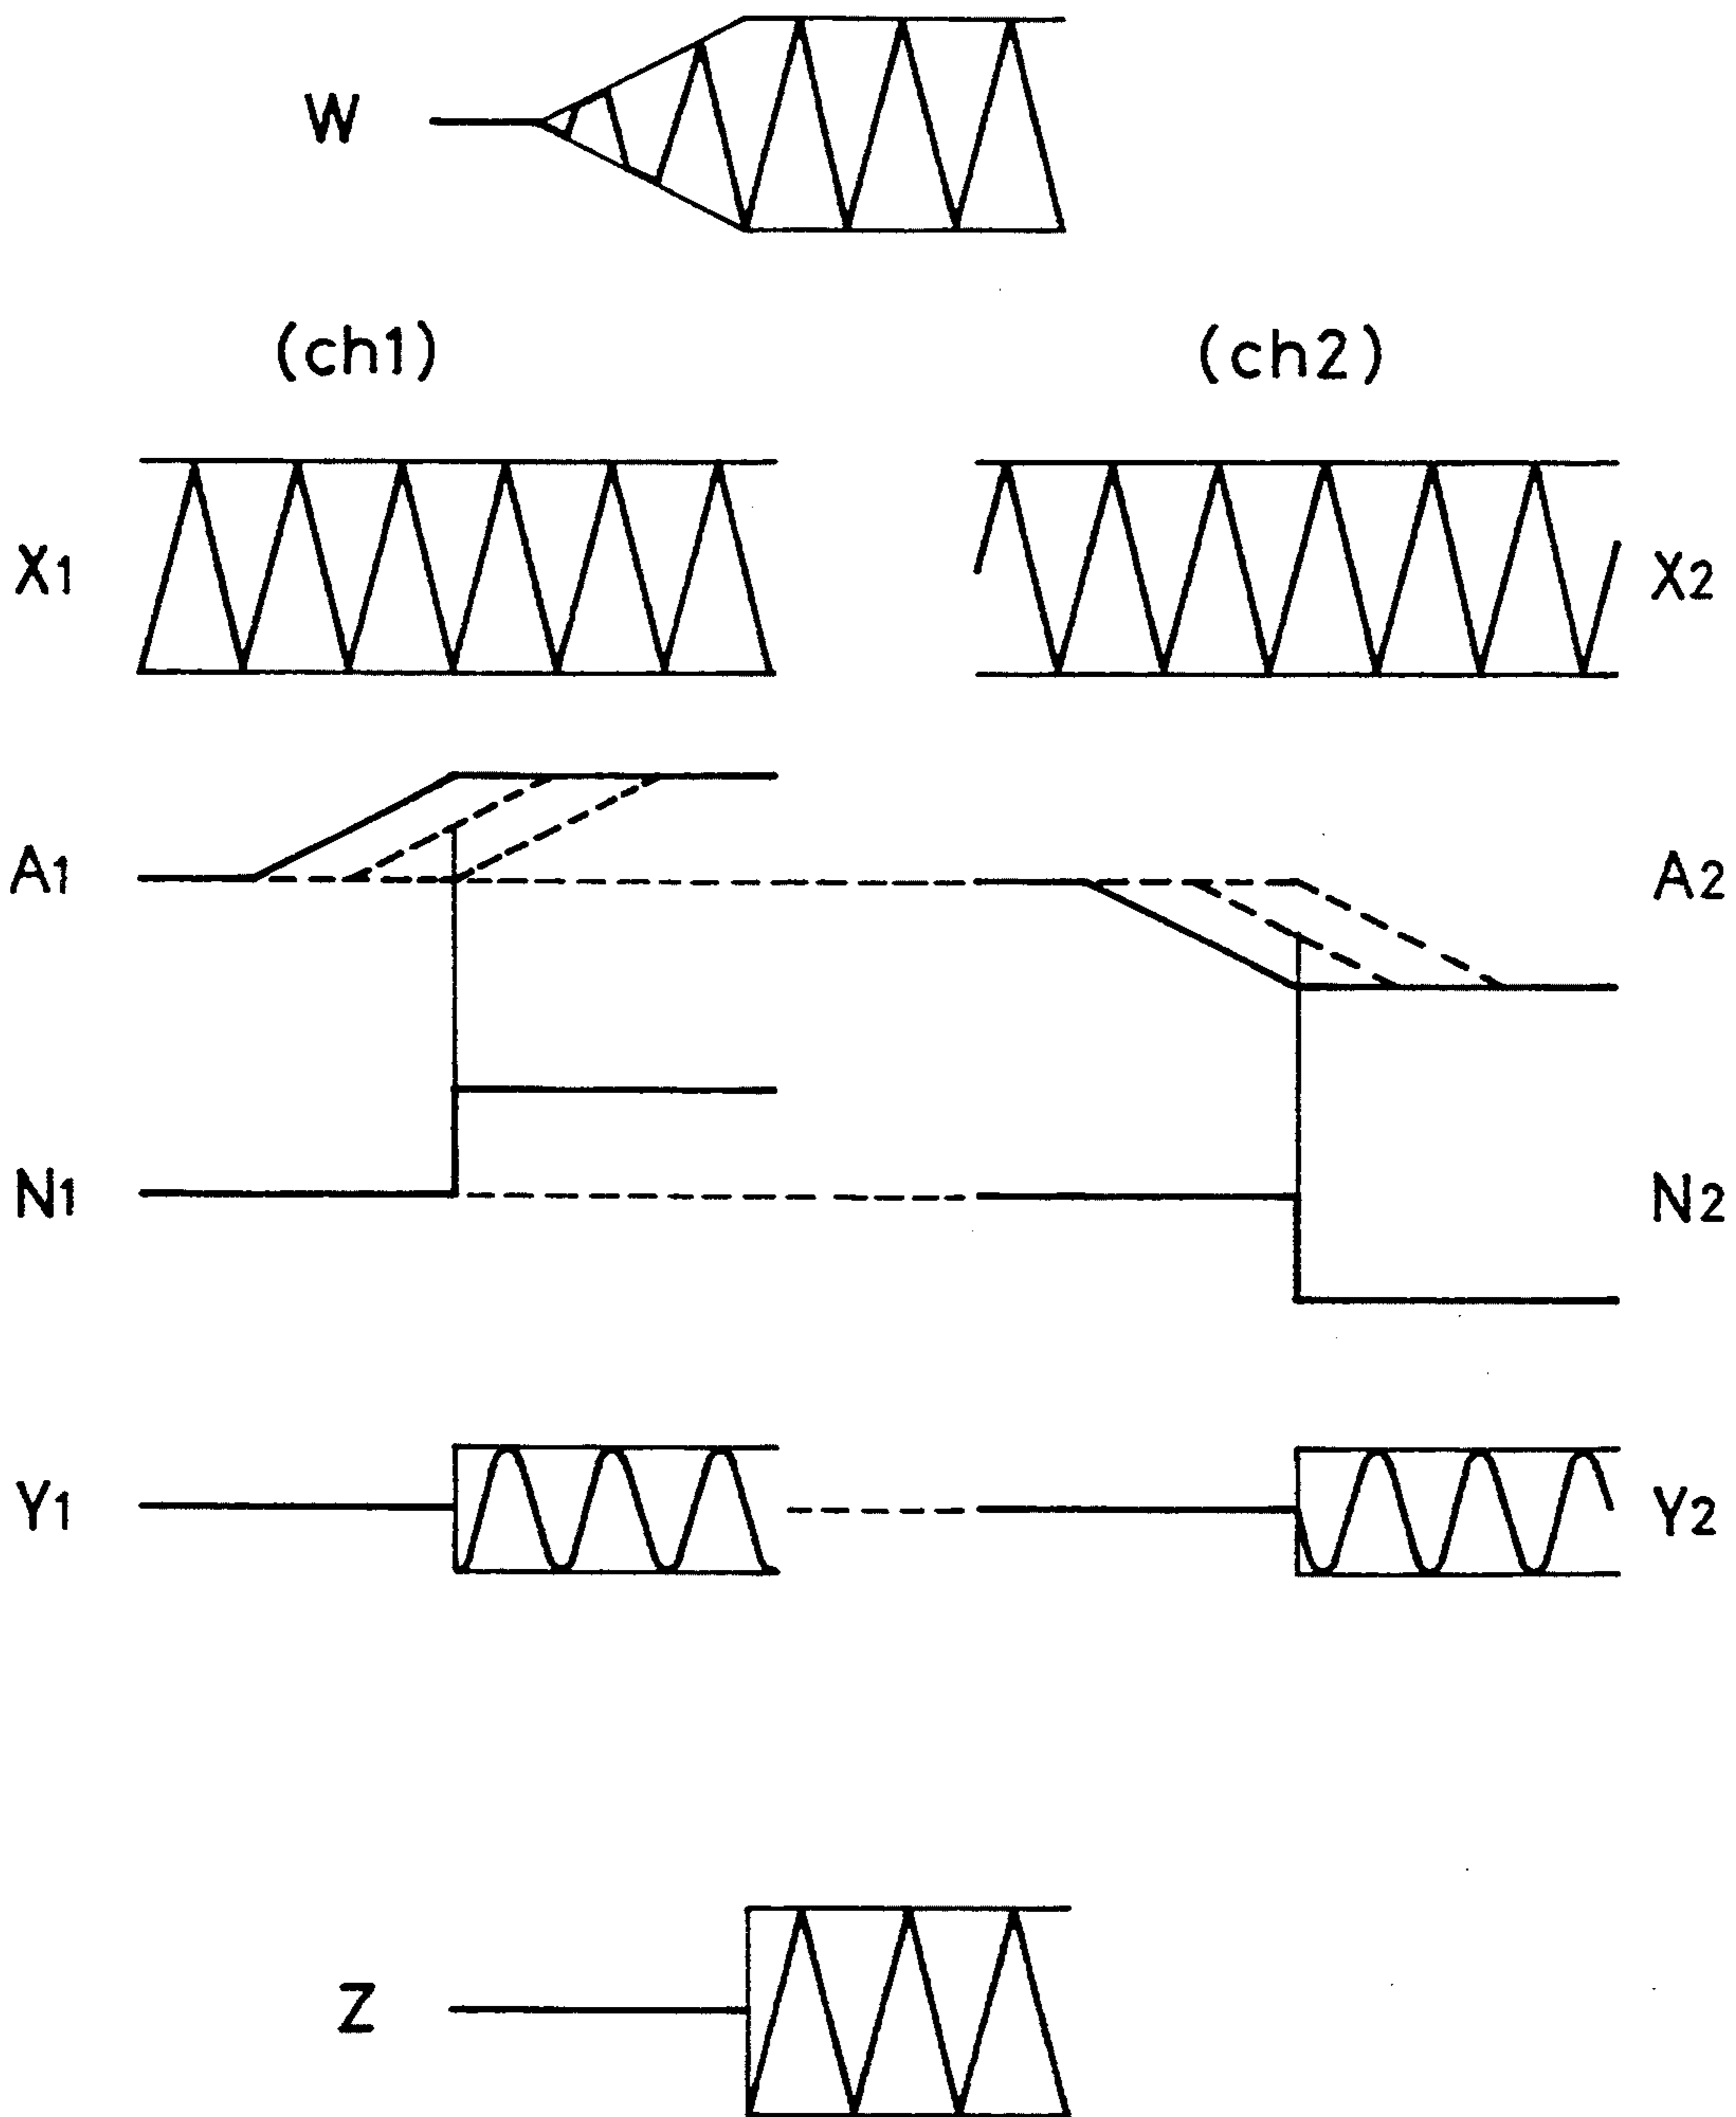 W
(ch1) (ch2)
X1 X2
A1 A2
N1 N2
Y1 Y2
Z